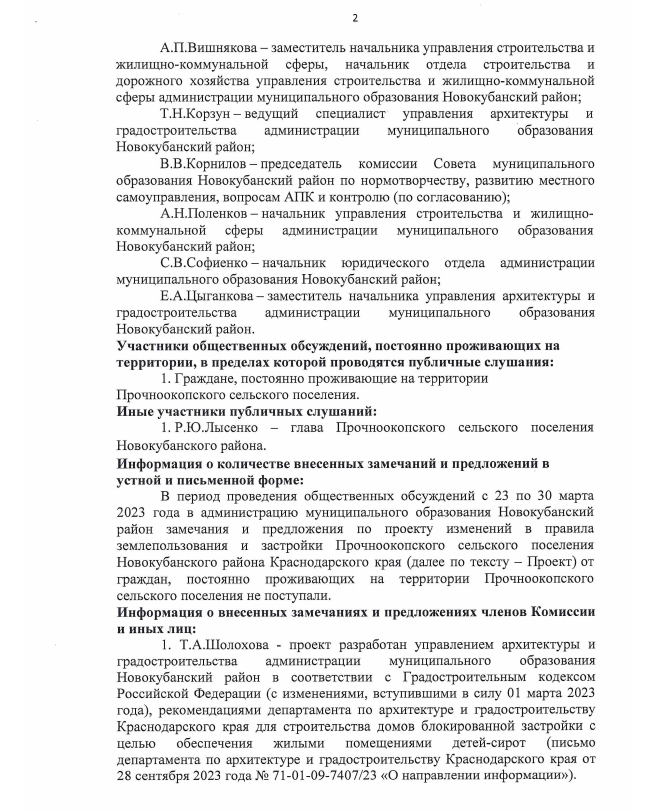 2
А.П.Вишнякова – заместитель начальника управления строительства и
жилищно-коммунальной сферы, начальник отдела строительства и
дорожного хозяйства управления строительства и жилищно-коммунальной
сферы администрации муниципального образования Новокубанский район;
Т.Н.Корзун – ведущий специалист управления архитектуры и
градостроительства администрации муниципального образования
Новокубанский район;
В.В.Корнилов – председатель комиссии Совета муниципального
образования Новокубанский район по нормотворчеству, развитию местного
самоуправления, вопросам АПК и контролю (по согласованию);
А.Н.Поленков – начальник управления строительства и жилищно-
коммунальной сферы администрации муниципального образования
Новокубанский район;
С.В.Софиенко – начальник юридического отдела администрации
муниципального образования Новокубанский район;
Е.А.Цыганкова – заместитель начальника управления архитектуры и
градостроительства администрации муниципального образования
Новокубанский район.
Участники общественных обсуждений, постоянно проживающих на
территории, в пределах которой проводятся публичные слушания:
1. Граждане, постоянно проживающие на территории
Прочноокопского сельского поселения.
Иные участники публичных слушаний:
1. Р.Ю.Лысенко – глава Прочноокопского сельского поселения
Новокубанского района.
Информация о количестве внесенных замечаний и предложений в
устной и письменной форме:
В период проведения общественных обсуждений с 23 по 30 марта
2023 года в администрацию муниципального образования Новокубанский
район замечания и предложения по проекту изменений в правила
землепользования и застройки Прочноокопского сельского поселения
Новокубанского района Краснодарского края (далее по тексту – Проект) от
граждан, постоянно проживающих на территории Прочноокопского
сельского поселения не поступали.
Информация о внесенных замечаниях и предложениях членов Комиссии
и иных лиц:
1. Т.А.Шолохова - проект разработан управлением архитектуры и
градостроительства администрации муниципального образования
Новокубанский район в соответствии с Градостроительным кодексом
Российской Федерации (с изменениями, вступившими в силу 01 марта 2023
года), рекомендациями департамента по архитектуре и градостроительству
Краснодарского края для строительства домов блокированной застройки с
целью обеспечения жилыми помещениями детей-сирот (письмо
департамента по архитектуре и градостроительству Краснодарского края от
28 сентября 2023 года № 71-01-09-7407/23 «О направлении информации»).